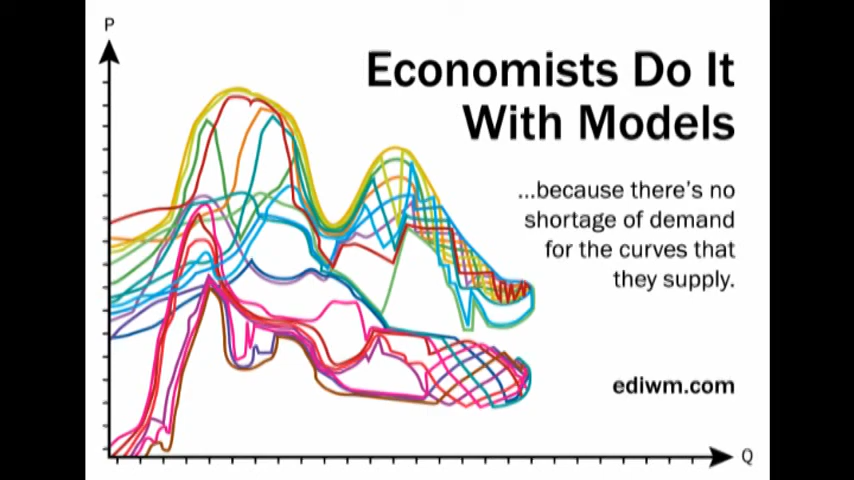 P
Economists Do It
With Models
...because there's no
shortage of demand
for the curves that
they supply.
ediwm.com
Q